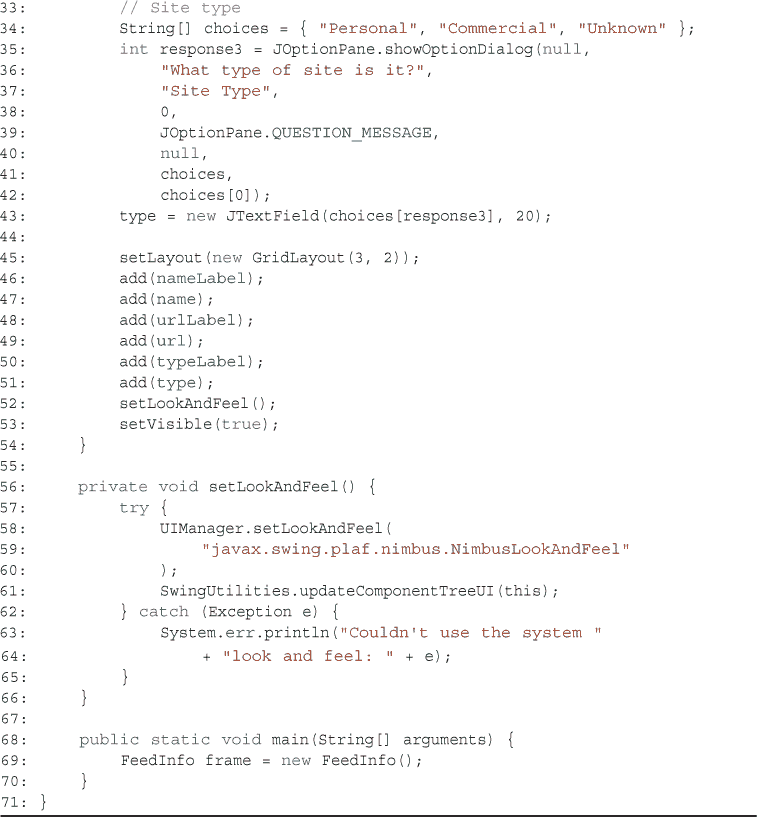 33:         // Site type
34:         String[] choices = { "Personal", "Commercial", "Unknown" };
35:         int response3 = JOptionPane.showOptionDialog(null,
36:             "What type of site is it?",
37:             "Site Type",
38:             0,
39:             JOptionPane.QUESTION_MESSAGE,
40:             null,
41:             choices,
42:             choices[0]);
43:         type = new JTextField(choices[response3], 20);
44:
45:         setLayout(new GridLayout(3, 2));
46:         add(nameLabel);
47:         add(name);
48:         add(urlLabel);
49:         add(url);
50:         add(typeLabel);
51:         add(type);
52:         setLookAndFeel();
53:         setVisible(true);
54:     }
55:
56:     private void setLookAndFeel() {
57:         try {
58:             UIManager.setLookAndFeel(
59:                 "javax.swing.plaf.nimbus.NimbusLookAndFeel"
60:             );
61:             SwingUtilities.updateComponentTreeUI(this);
62:         } catch (Exception e) {
63:             System.err.println("Couldn't use the system "
64:                 + "look and feel: " + e);
65:         }
66:     }
67:
68:     public static void main(String[] arguments) {
69:         FeedInfo frame = new FeedInfo();
70:     }
71: }